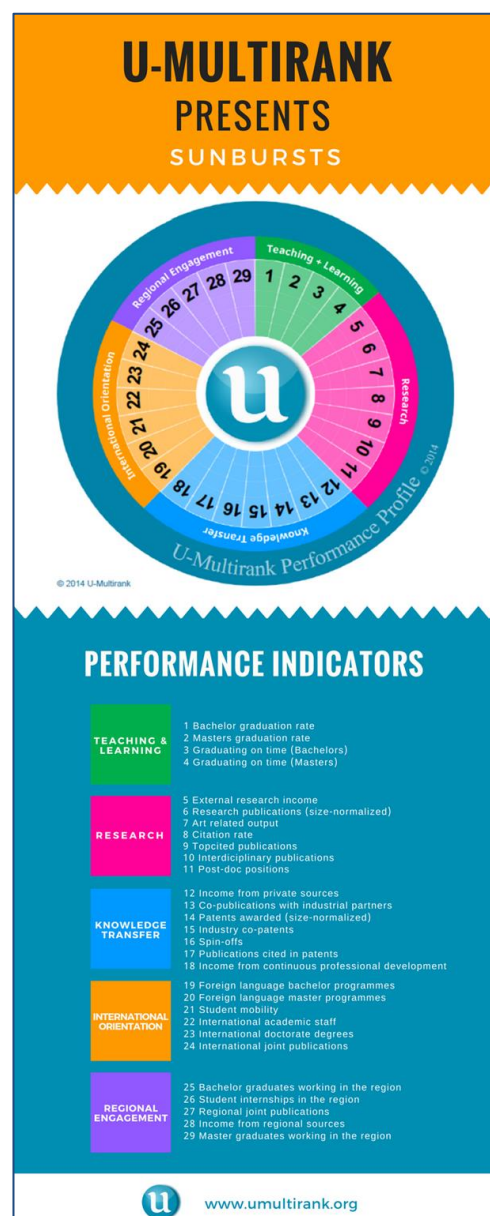 U-MULTIRANK
PRESENTS
SUNBURSTS
Teaching + Learning
1
2
3
4
Research
5
6
7
8
9
10
11
Knowledge Transfer
12
13
14
15
16
17
18
International Orientation
19
20
21
22
23
24
Regional Engagement
25
26
27
28
29
u
U-Multirank Performance Profile © 2014
© 2014 U-Multirank
PERFORMANCE INDICATORS
TEACHING &
LEARNING
1 Bachelor graduation rate
2 Masters graduation rate
3 Graduating on time (Bachelors)
4 Graduating on time (Masters)
RESEARCH
5 External research income
6 Research publications (size-normalized)
7 Art related output
8 Citation rate
9 Topcited publications
10 Interdiciplinary publications
11 Post-doc positions
KNOWLEDGE
TRANSFER
12 Income from private sources
13 Co-publications with industrial partners
14 Patents awarded (size-normalized)
15 Industry co-patents
16 Spin-offs
17 Publications cited in patents
18 Income from continuous professional development
INTERNATIONAL
ORIENTATION
19 Foreign language bachelor programmes
20 Foreign language master programmes
21 Student mobility
22 International academic staff
23 International doctorate degrees
24 International joint publications
REGIONAL
ENGAGEMENT
25 Bachelor graduates working in the region
26 Student internships in the region
27 Regional joint publications
28 Income from regional sources
29 Master graduates working in the region
u
www.umultirank.org